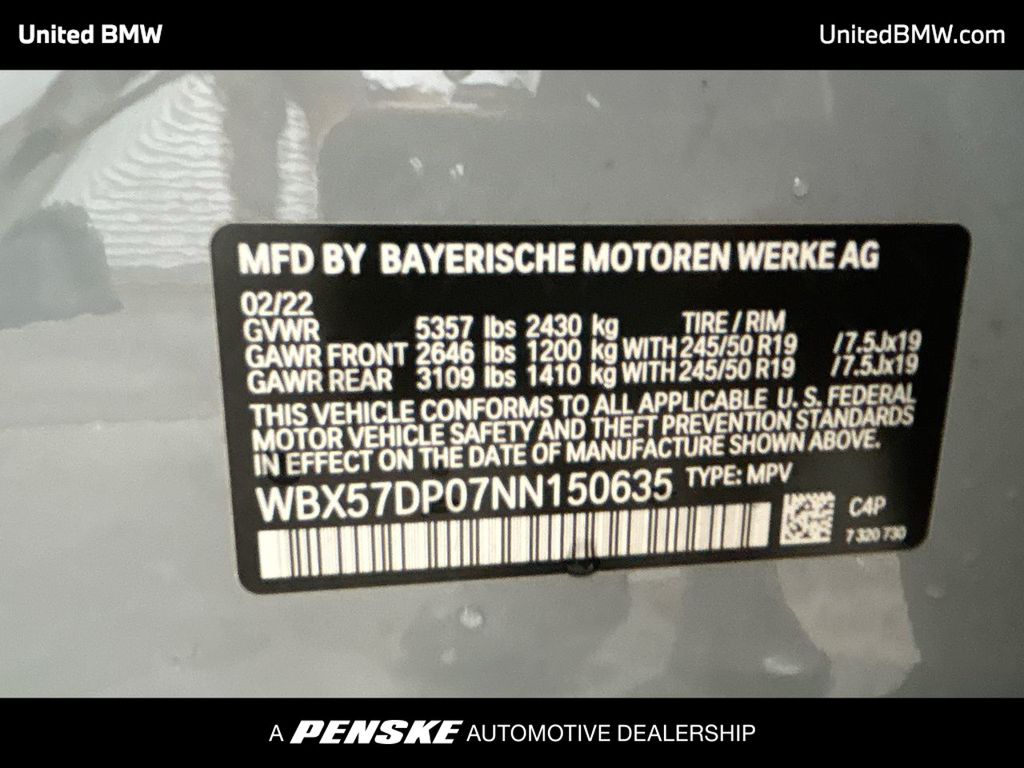 United BMW
UnitedBMW.com
MFD BY BAYERISCHE MOTOREN WERKE AG
02/22
GVWR 5357 lbs 2430 kg TIRE / RIM
GAWR FRONT 2646 lbs 1200 kg WITH 245/50 R19 /7.5Jx19
GAWR REAR 3109 lbs 1410 kg WITH 245/50 R19 /7.5Jx19
THIS VEHICLE CONFORMS TO ALL APPLICABLE U. S. FEDERAL
MOTOR VEHICLE SAFETY AND THEFT PREVENTION STANDARDS
IN EFFECT ON THE DATE OF MANUFACTURE SHOWN ABOVE.
WBX57DP07NN150635 TYPE: MPV
C4P
7 320 730
A PENSKE AUTOMOTIVE DEALERSHIP